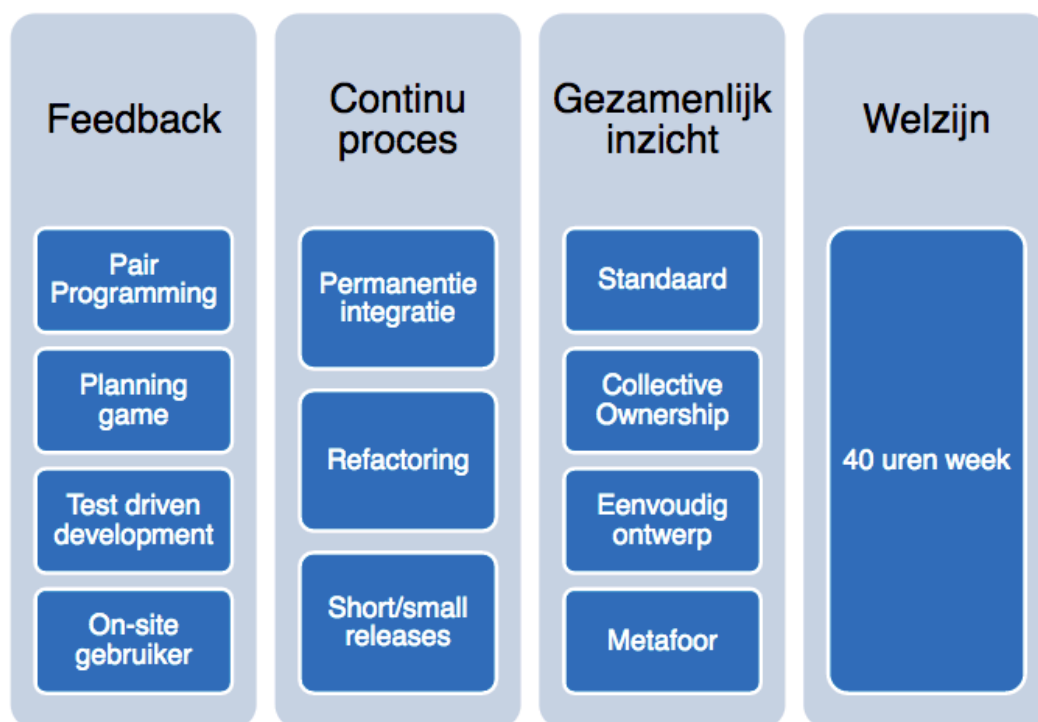 Feedback
Pair
Programming
Planning
game
Test driven
development
On-site
gebruiker
Continu
proces
Permanentie
integratie
Refactoring
Short/small
releases
Gezamenlijk
inzicht
Standaard
Collective
Ownership
Eenvoudig
ontwerp
Metafoor
Welzijn
40 uren week